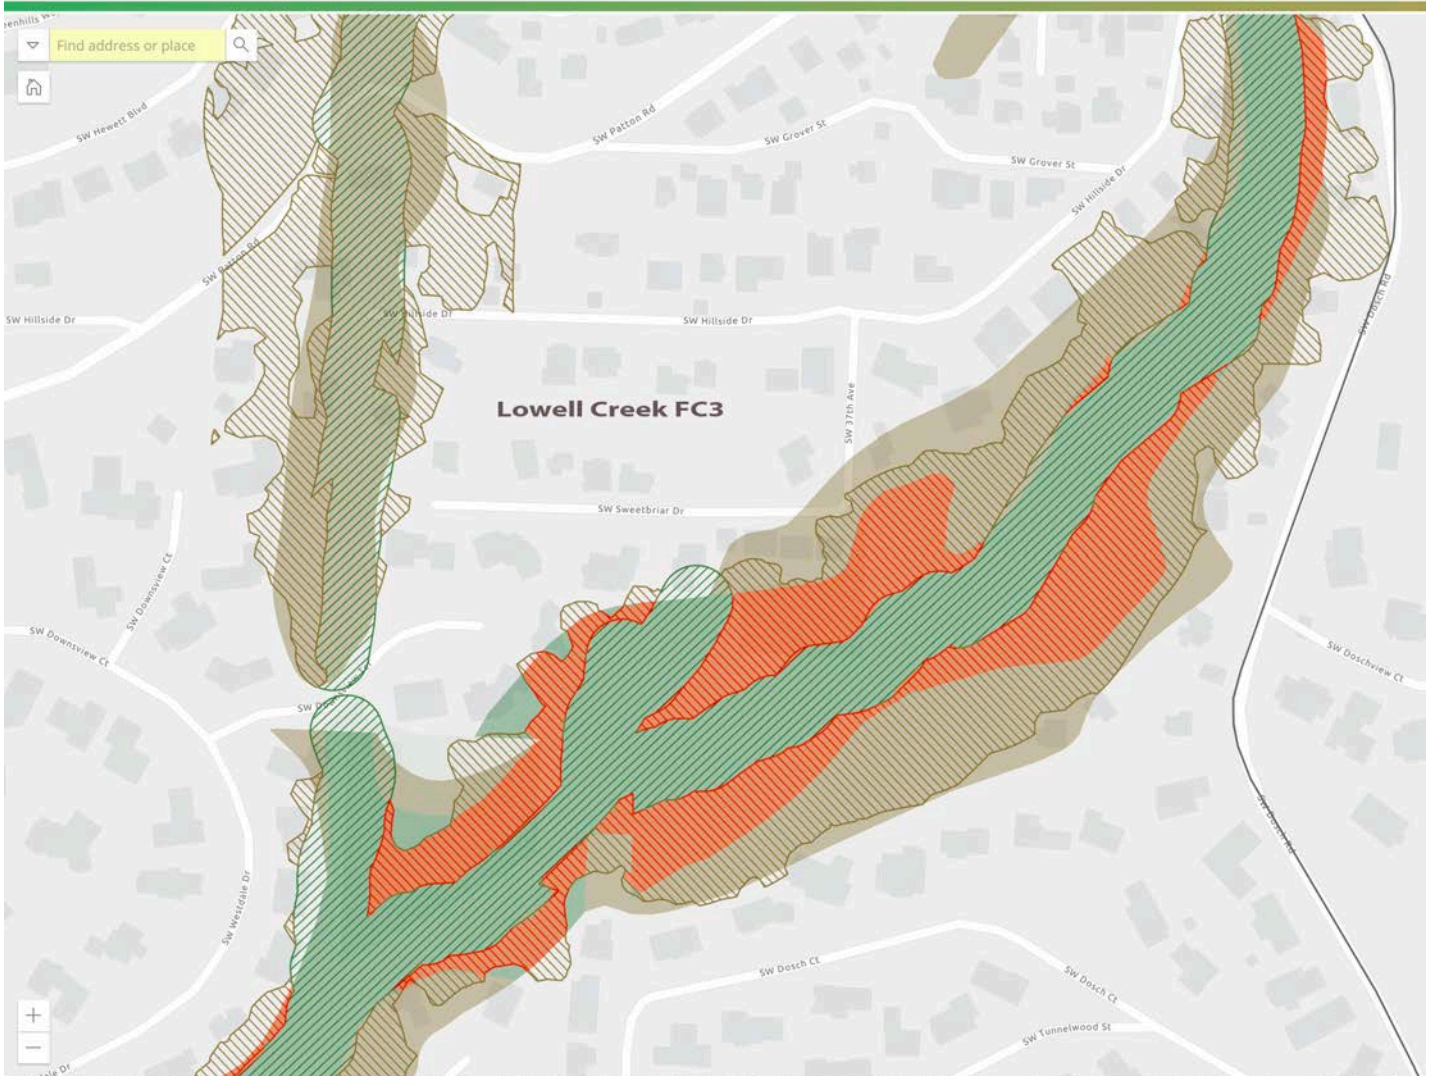 Find address or place
SW Hewett Blvd
SW Patton Rd
SW Grover St
SW Grover St
SW Hillside Dr
SW Patton Rd
SW Hillside Dr
SW Hillside Dr
SW Hillside Dr
SW Dosch Rd
Lowell Creek FC3
SW 37th Ave
SW Sweetbriar Dr
SW Downsview Ct
SW Downsview Ct
SW Doschview Ct
SW Dosch Rd
SW Westdale Dr
SW Dosch Ct
SW Dosch Ct
SW Tunnelwood St